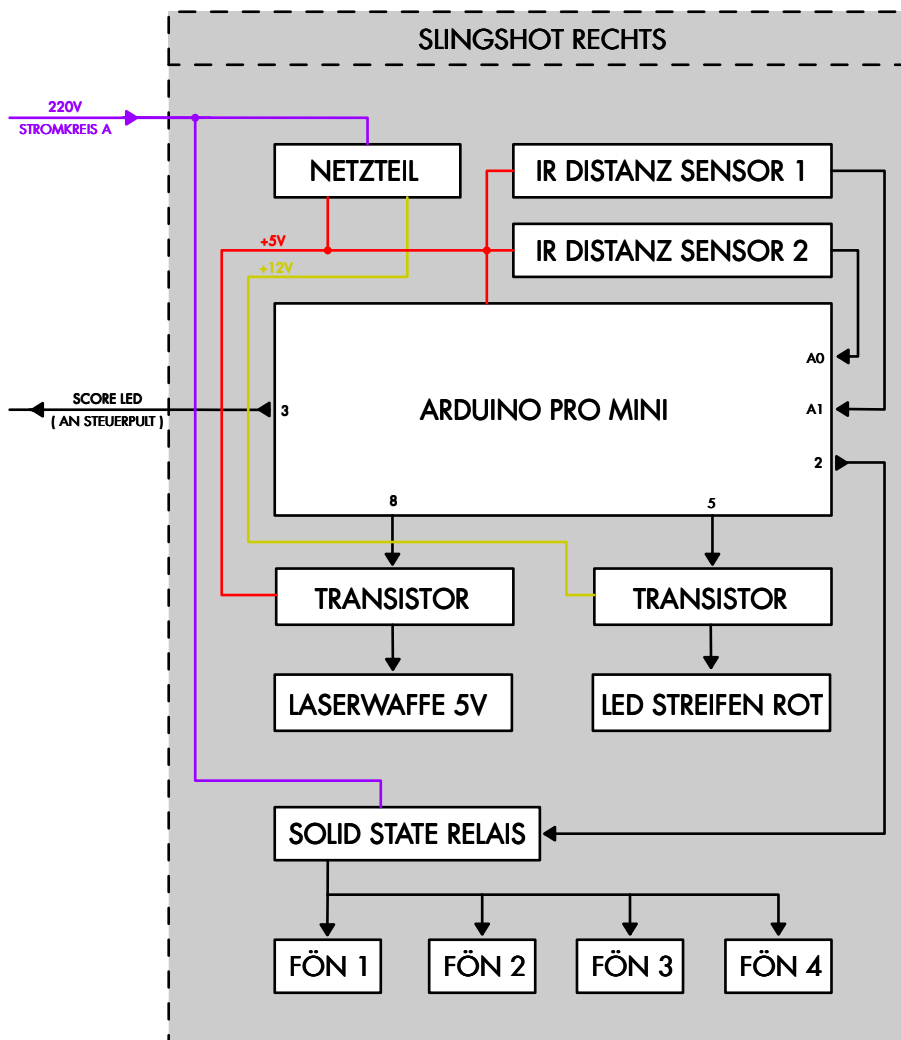 SLINGSHOT RECHTS
220V
STROMKREIS A
NETZTEIL
IR DISTANZ SENSOR 1
IR DISTANZ SENSOR 2
+5V
+12V
A0
SCORE LED
( AN STEUERPULT )
3
ARDUINO PRO MINI
A1
2
8
5
TRANSISTOR
TRANSISTOR
LASERWAFFE 5V
LED STREIFEN ROT
SOLID STATE RELAIS
FÖN 1
FÖN 2
FÖN 3
FÖN 4